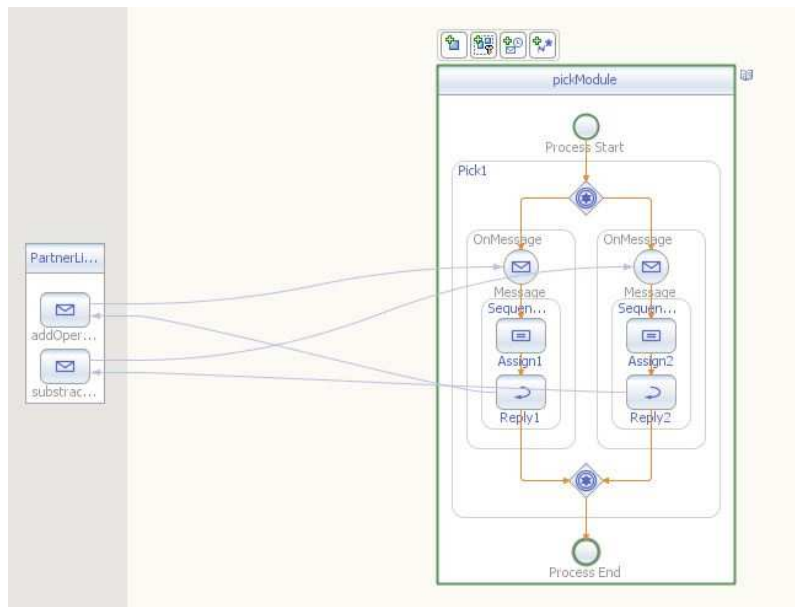 pickModule
Process Start
Pick1
OnMessage
OnMessage
PartnerLi...
Message
Message
Sequen...
Sequen...
addOper...
Assign1
Assign2
substrac...
Reply1
Reply2
Process End